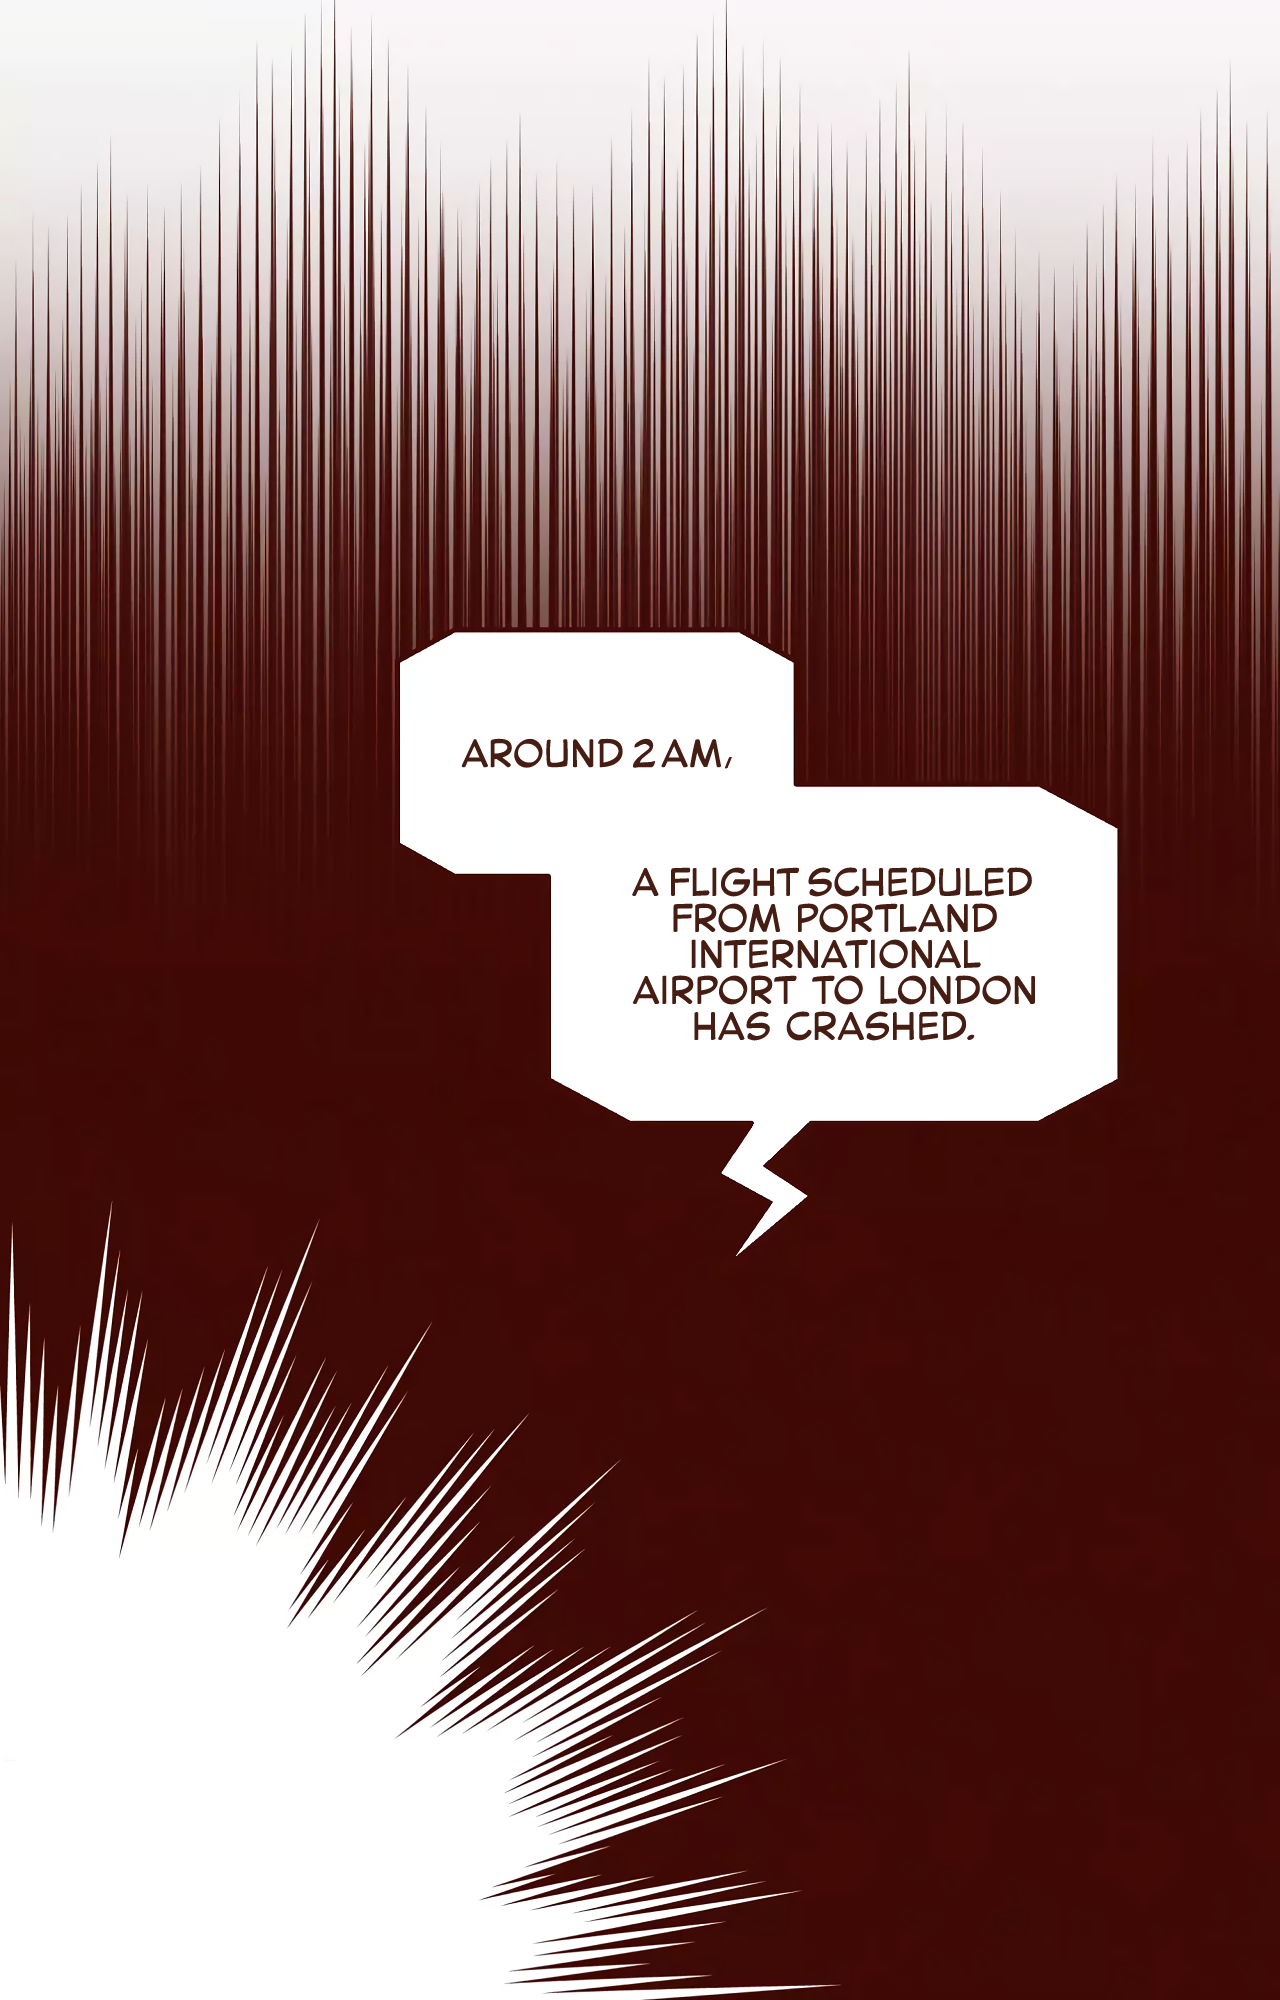 AROUND 2 AM,
A FLIGHT SCHEDULED
FROM PORTLAND
INTERNATIONAL
AIRPORT TO LONDON
HAS CRASHED.